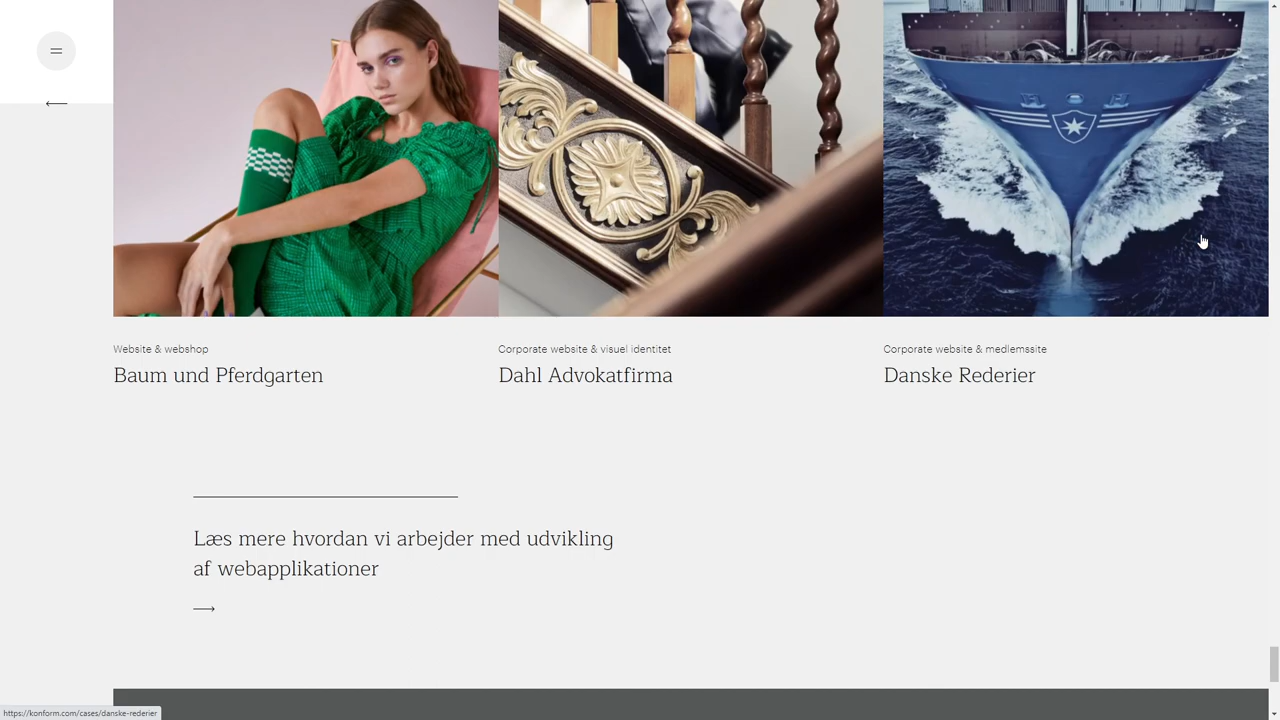 Website & webshop
Baum und Pferdgarten
Corporate website & visuel identitet
Dahl Advokatfirma
Corporate website & medlemssite
Danske Rederier
Læs mere hvordan vi arbejder med udvikling
af webapplikationer
https://konform.com/cases/danske-rederier